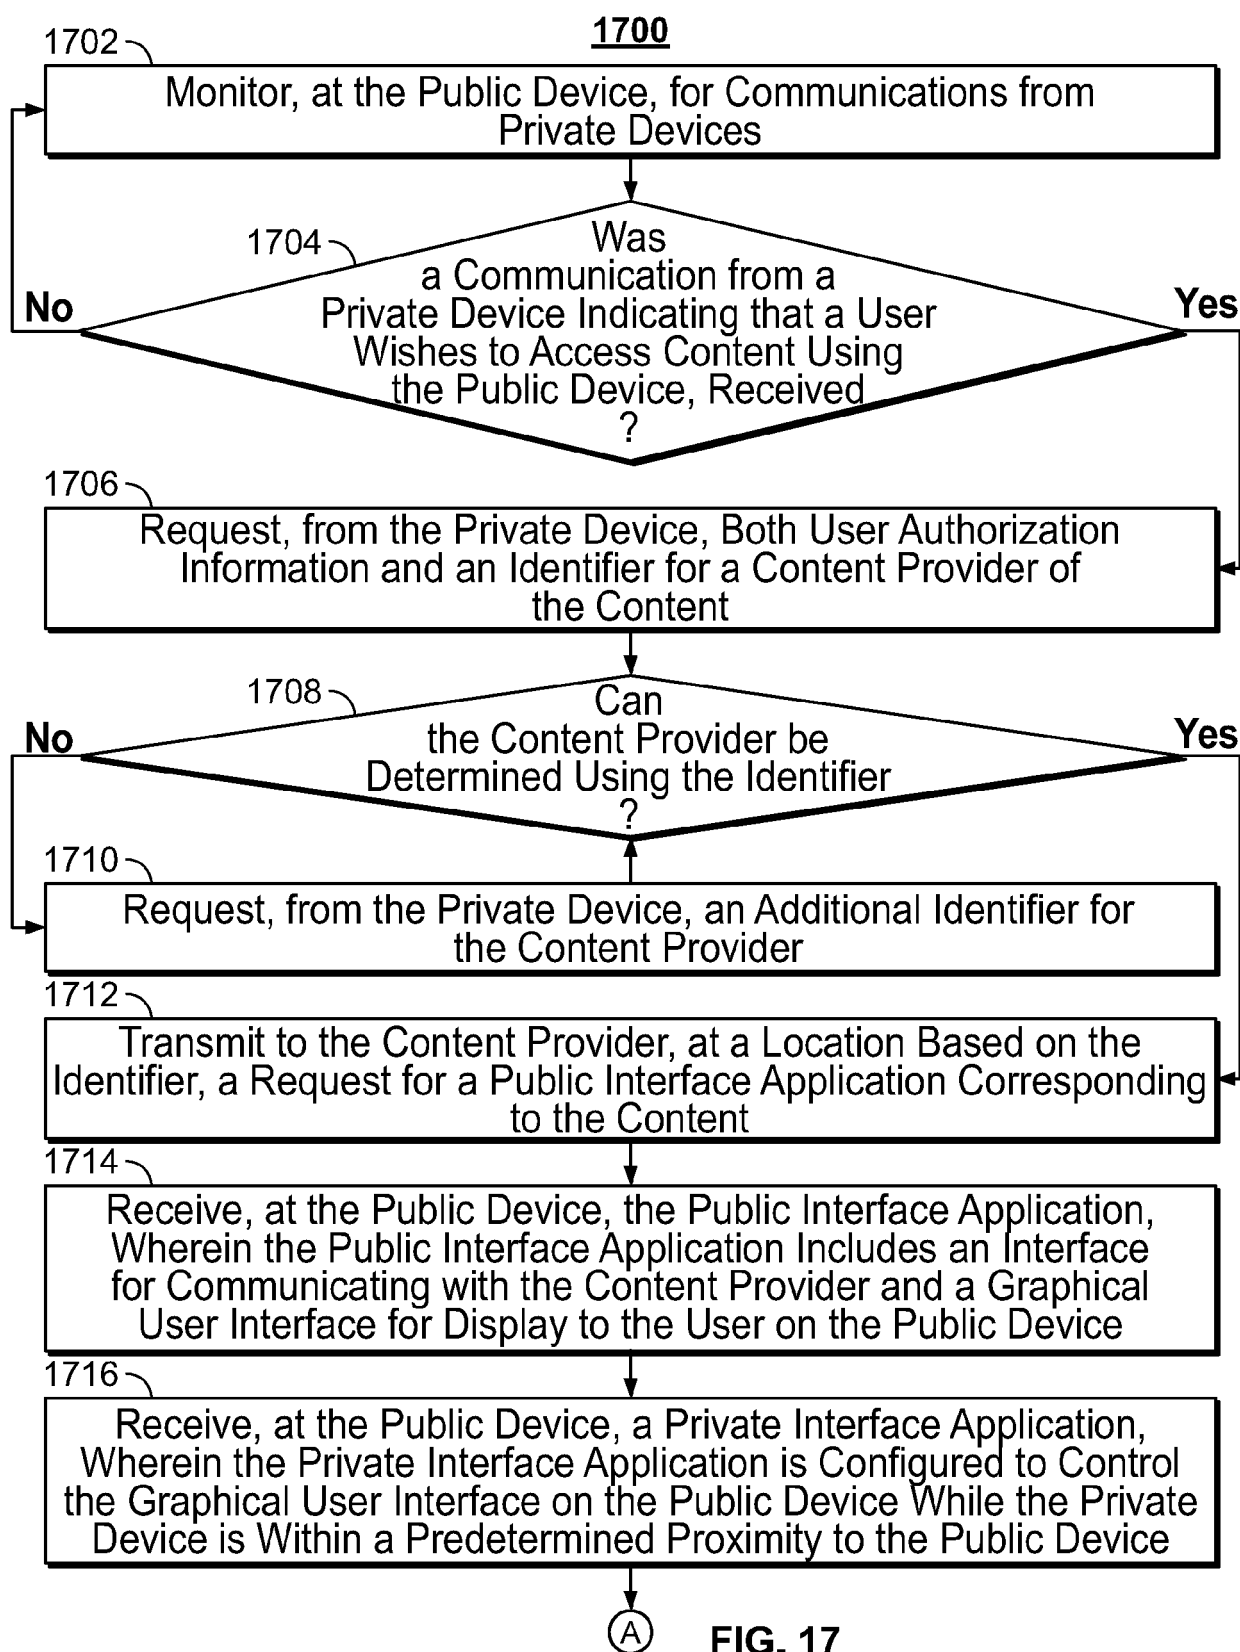 1700
1702
Monitor, at the Public Device, for Communications from
Private Devices
1704
Was
a Communication from a
Private Device Indicating that a User
Wishes to Access Content Using
the Public Device, Received
?
No
Yes
1706
Request, from the Private Device, Both User Authorization
Information and an Identifier for a Content Provider of
the Content
1708
Can
the Content Provider be
Determined Using the Identifier
?
No
Yes
1710
Request, from the Private Device, an Additional Identifier for
the Content Provider
1712
Transmit to the Content Provider, at a Location Based on the
Identifier, a Request for a Public Interface Application Corresponding
to the Content
1714
Receive, at the Public Device, the Public Interface Application,
Wherein the Public Interface Application Includes an Interface
for Communicating with the Content Provider and a Graphical
User Interface for Display to the User on the Public Device
1716
Receive, at the Public Device, a Private Interface Application,
Wherein the Private Interface Application is Configured to Control
the Graphical User Interface on the Public Device While the Private
Device is Within a Predetermined Proximity to the Public Device
A
FIG. 17